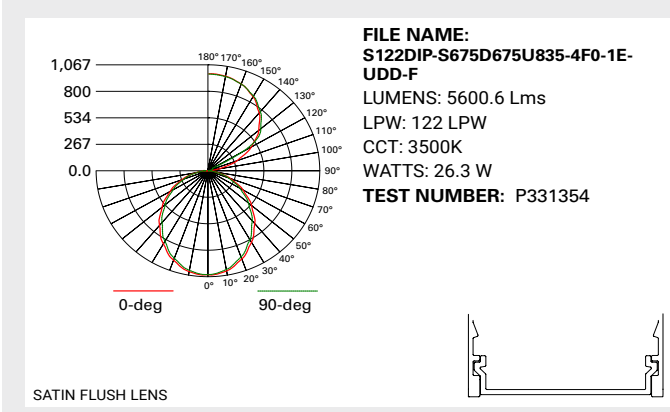 FILE NAME:
S122DIP-S675D675U835-4F0-1E-
UDD-F
LUMENS: 5600.6 Lms
LPW: 122 LPW
CCT: 3500K
WATTS: 26.3 W
TEST NUMBER: P331354
1,067
800
534
267
0.0
180° 170° 160° 150° 140° 130° 120° 110° 100° 90° 80° 70° 60° 50° 40° 30° 20° 10° 0°
0-deg
90-deg
SATIN FLUSH LENS